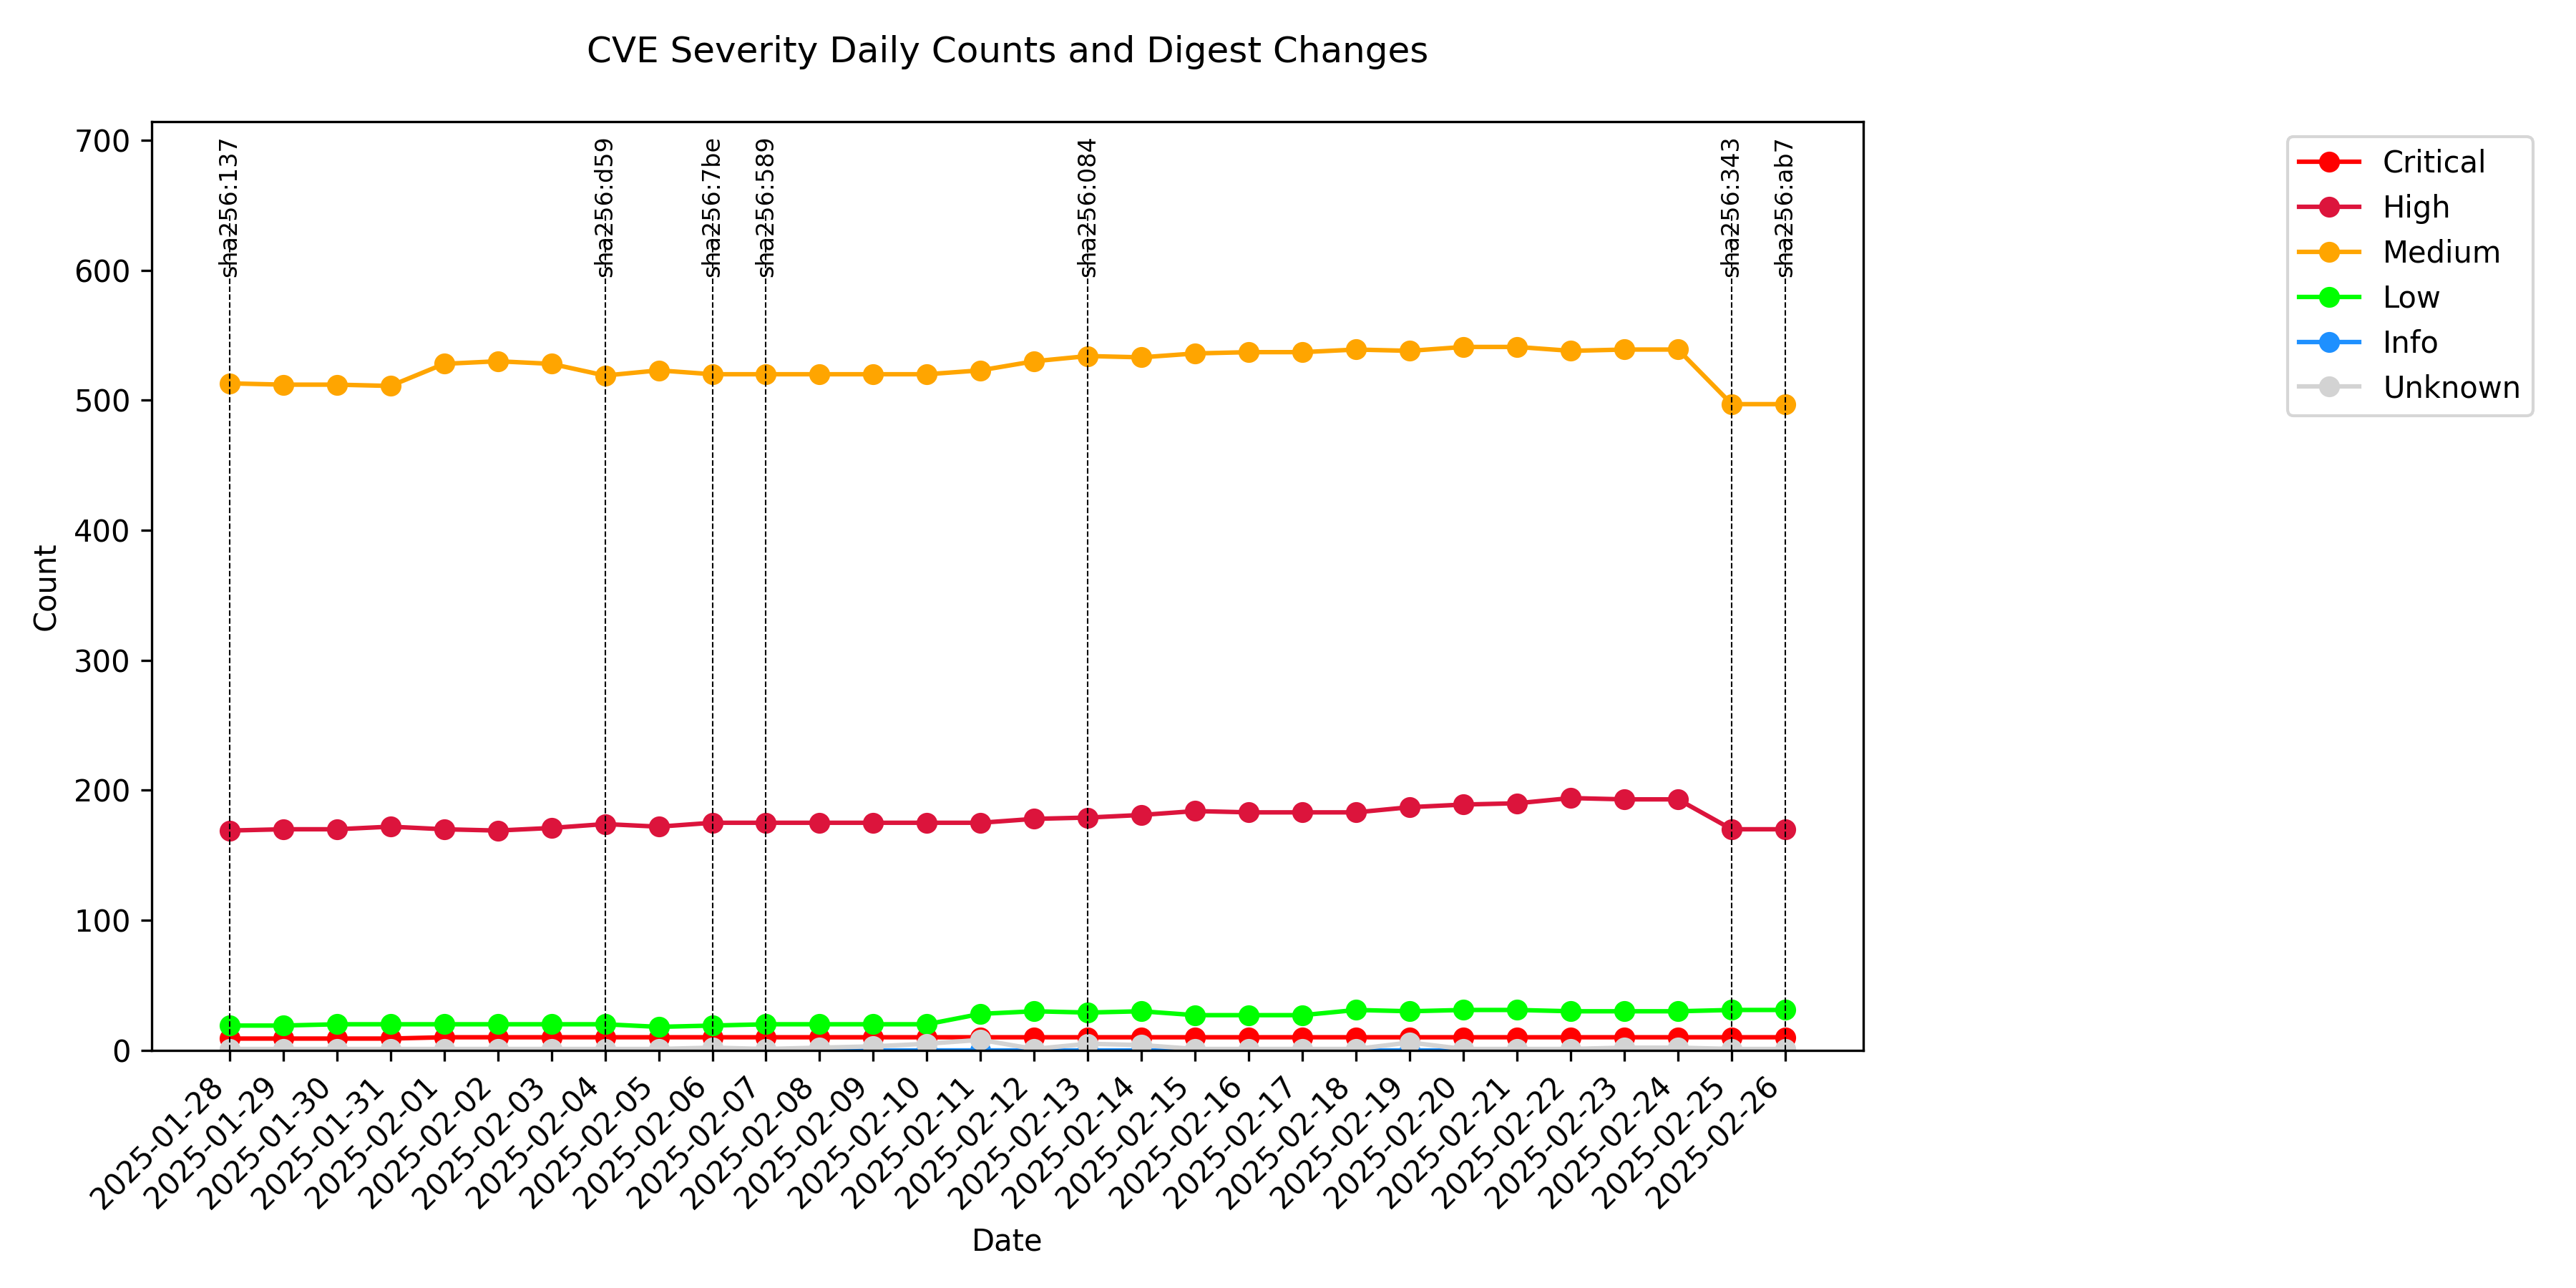 CVE Severity Daily Counts and Digest Changes
700
600
500
400
300
200
100
0
Count
sha256:137
sha256:d59
sha256:7be
sha256:589
sha256:084
sha256:343
sha256:ab7
Critical
High
Medium
Low
Info
Unknown
2025-01-28
2025-01-29
2025-01-30
2025-01-31
2025-02-01
2025-02-02
2025-02-03
2025-02-04
2025-02-05
2025-02-06
2025-02-07
2025-02-08
2025-02-09
2025-02-10
2025-02-11
2025-02-12
2025-02-13
2025-02-14
2025-02-15
2025-02-16
2025-02-17
2025-02-18
2025-02-19
2025-02-20
2025-02-21
2025-02-22
2025-02-23
2025-02-24
2025-02-25
2025-02-26
Date